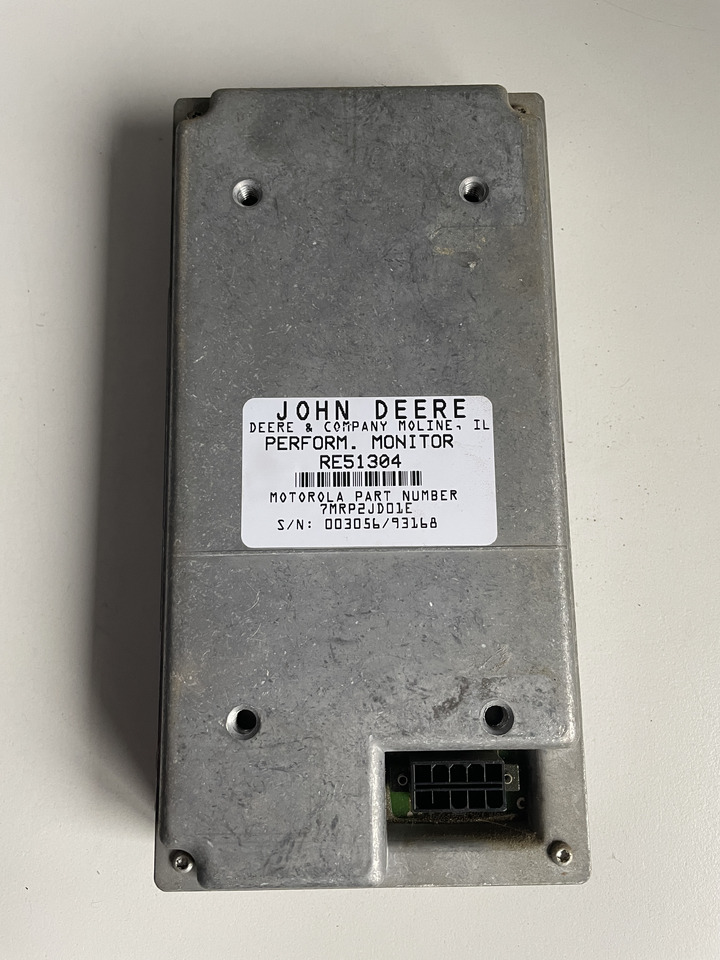 JOHN DEERE
DEERE & COMPANY MOLINE, IL
PERFORM. MONITOR
RE51304
MOTOROLA PART NUMBER
7MRP2JD01E
S/N: 003056/93168